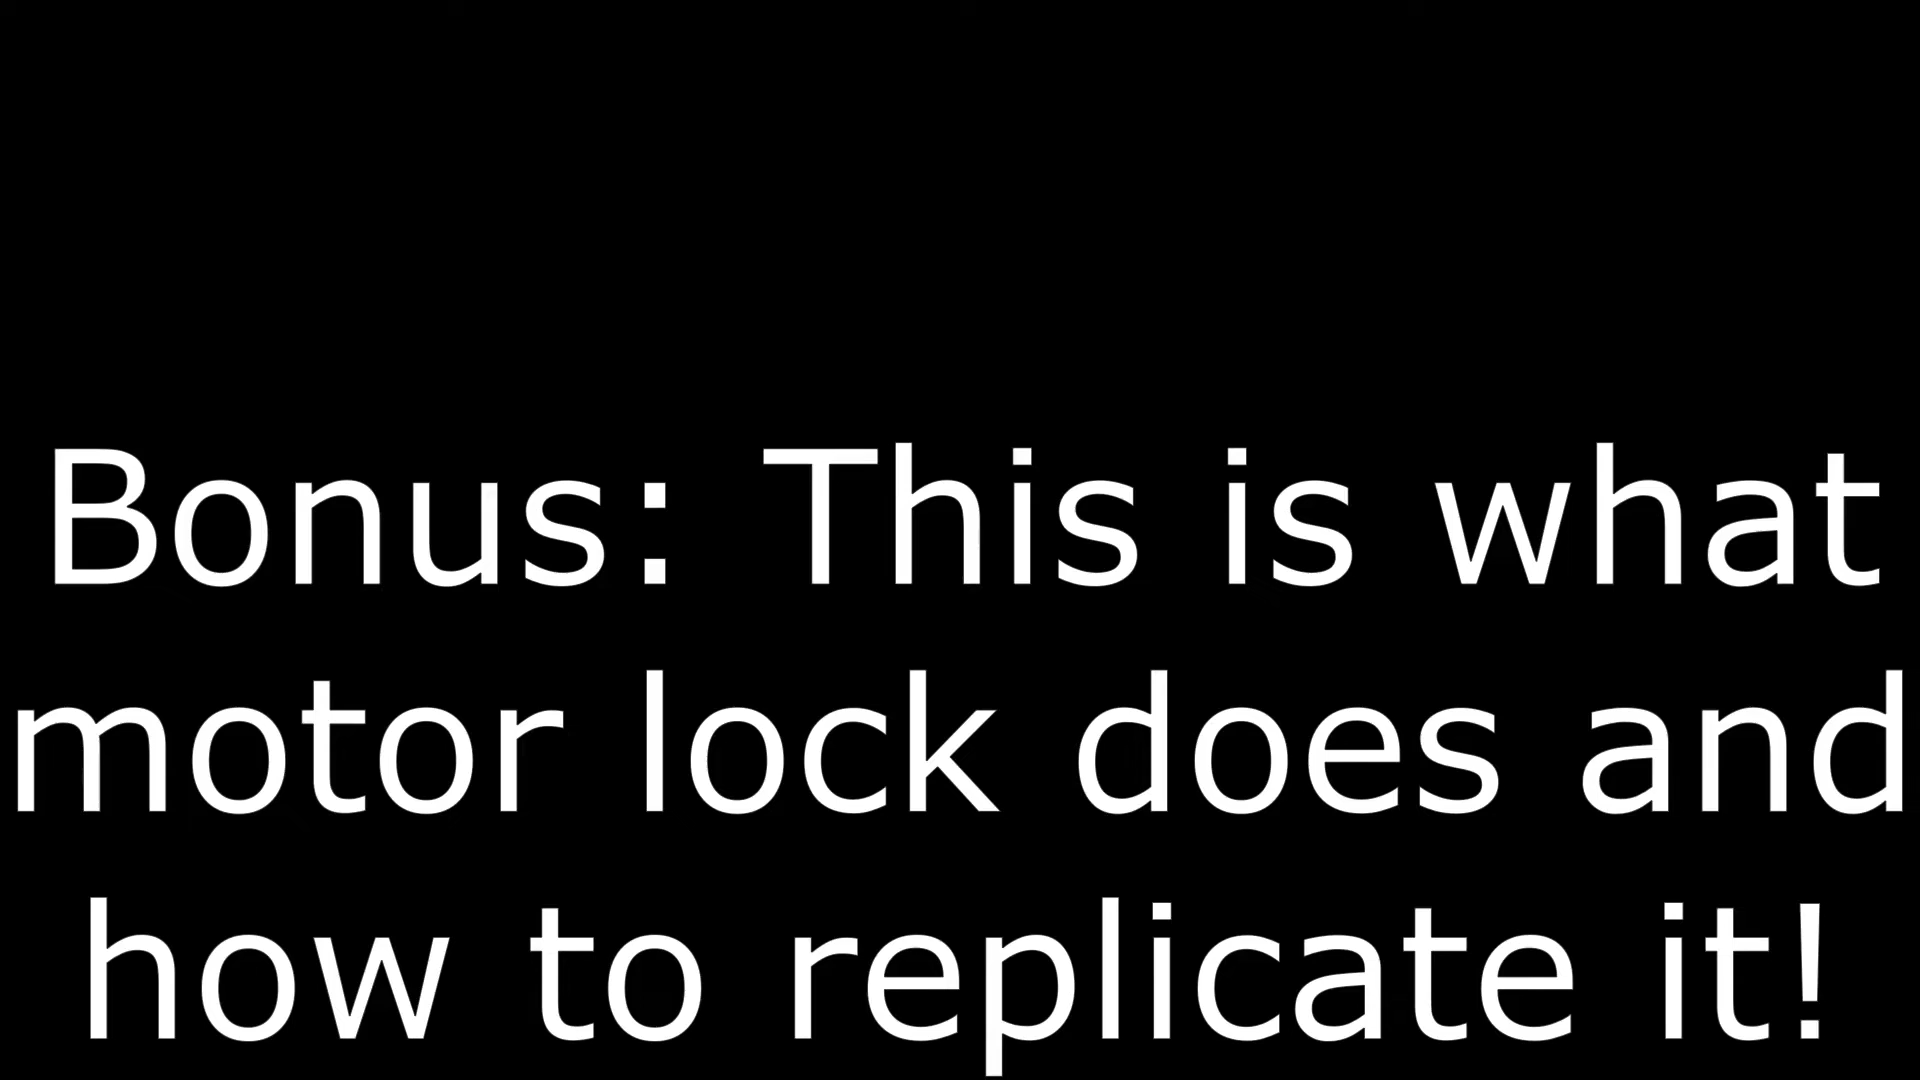 Bonus: This is what
motor lock does and
how to replicate it!